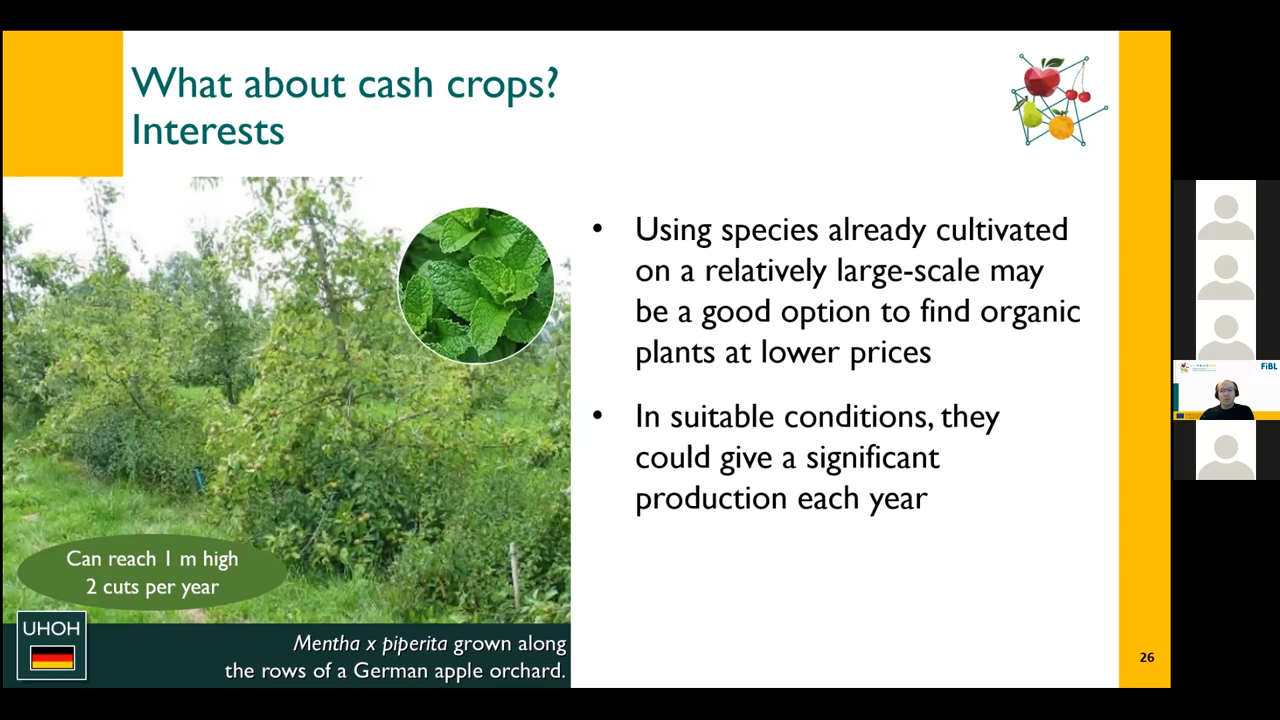 What about cash crops?
Interests
• Using species already cultivated
on a relatively large-scale may
be a good option to find organic
plants at lower prices
• In suitable conditions, they
could give a significant
production each year
Can reach 1 m high
2 cuts per year
UHOH
Mentha x piperita grown along
the rows of a German apple orchard.
26
FiBL